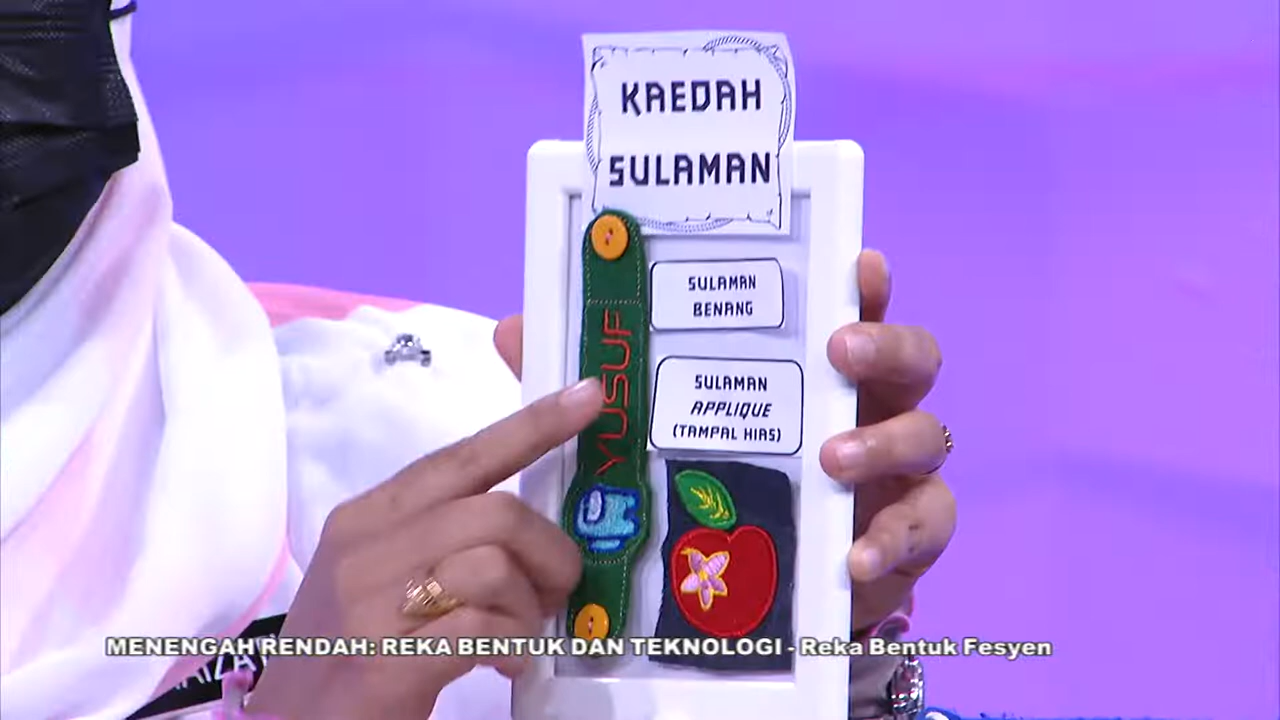 KAEDAH
SULAMAN
SULAMAN
BENANG
YUSUF
SULAMAN
APPLIQUE
(TAMPAL HIAS)
MENENGAH RENDAH: REKA BENTUK DAN TEKNOLOGI - Reka Bentuk Fesyen